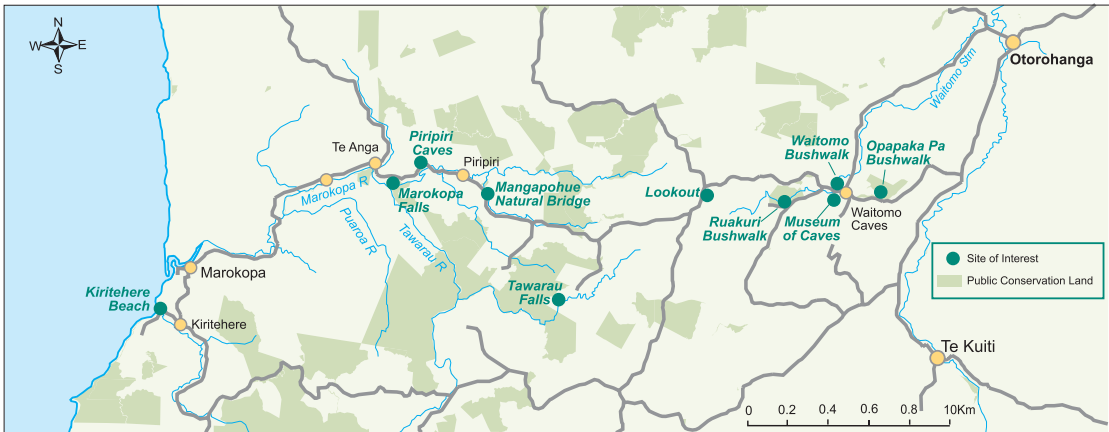 N
W E
S
Otorohanga
Waitomo Stm
Te Anga
Piripiri
Caves
Piripiri
Waitomo
Bushwalk
Opapaka Pa
Bushwalk
Marokopa R
Marokopa
Falls
Mangapohue
Natural Bridge
Lookout
Ruakuri
Bushwalk
Museum
of Caves
Waitomo
Caves
Puaroa R
Tawarau R
Site of Interest
Public Conservation Land
Marokopa
Tawarau
Falls
Kiritehere
Beach
Kiritehere
Te Kuiti
0 0.2 0.4 0.6 0.8 10Km